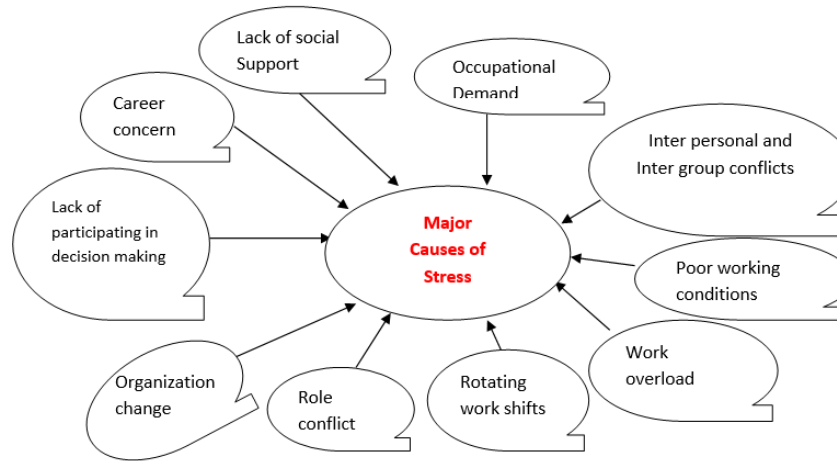 Lack of social
Support
Occupational
Demand
Career
concern
Inter personal and
Inter group conflicts
Lack of
participating in
decision making
Major
Causes of
Stress
Poor working
conditions
Work
overload
Organization
change
Role
conflict
Rotating
work shifts